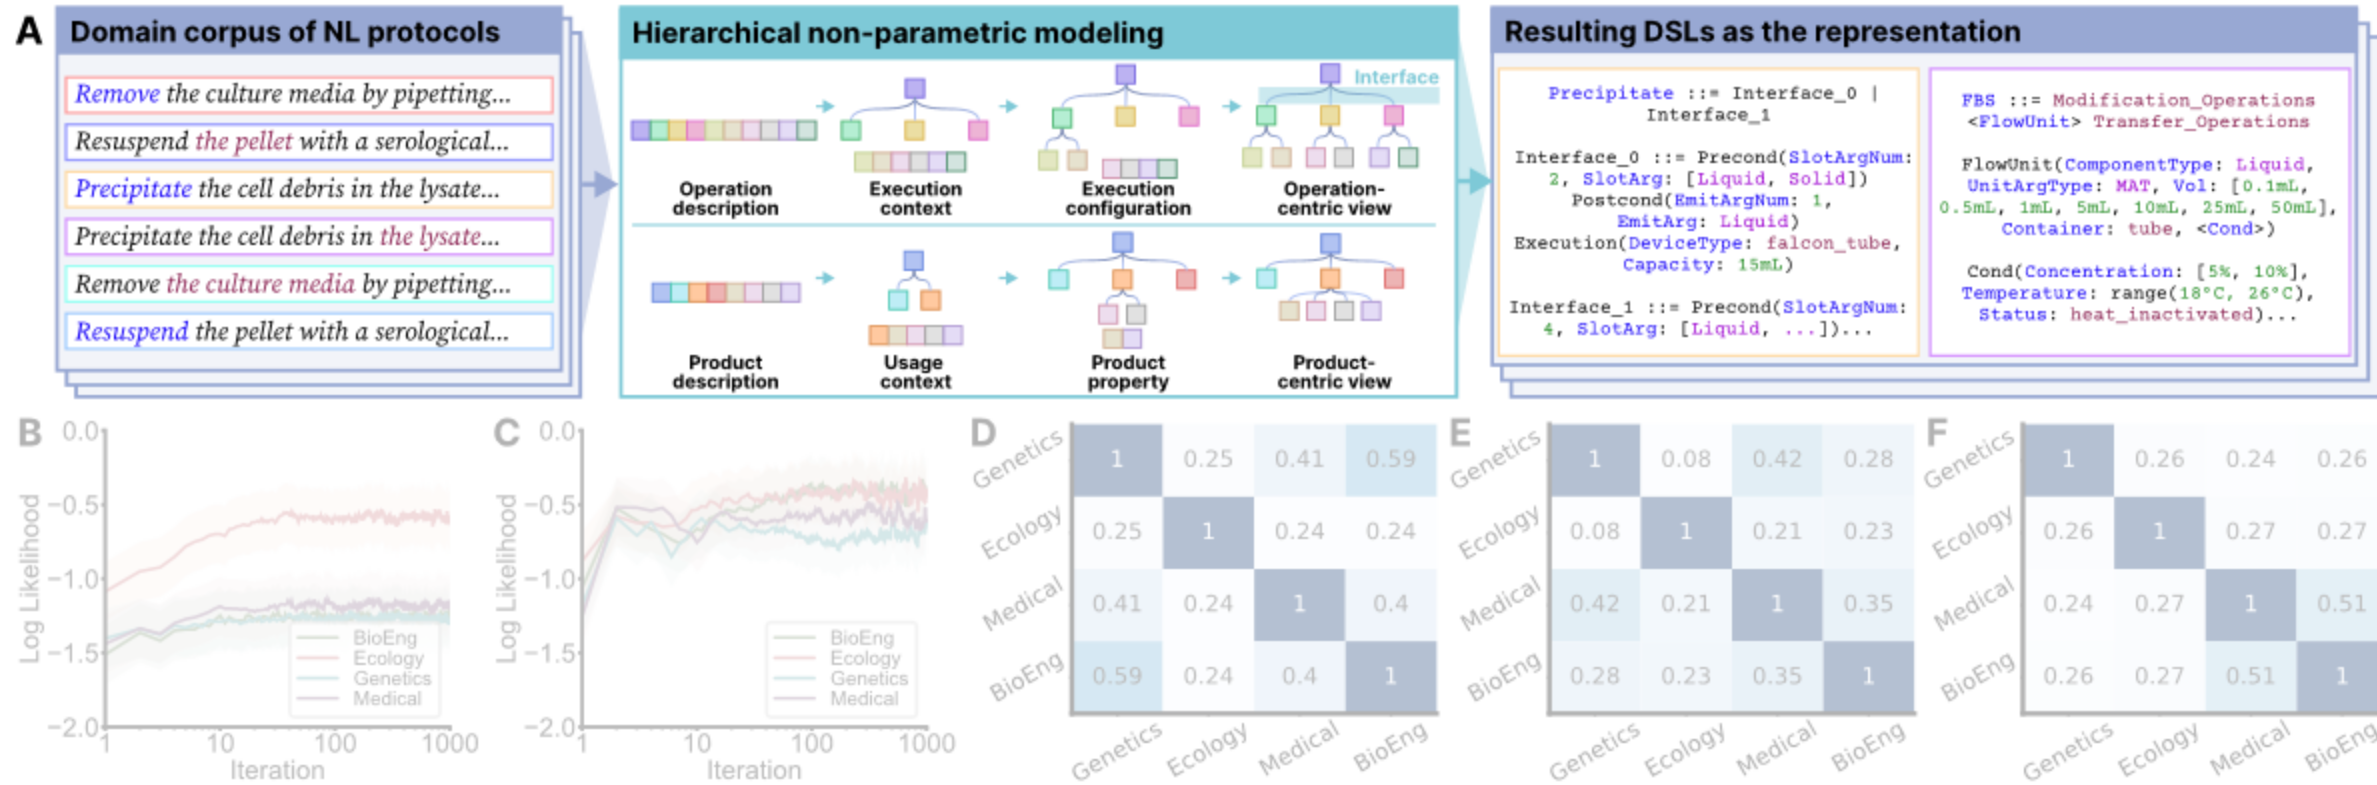 A
Domain corpus of NL protocols
Remove the culture media by pipetting...
Resuspend the pellet with a serological...
Precipitate the cell debris in the lysate...
Precipitate the cell debris in the lysate...
Remove the culture media by pipetting...
Resuspend the pellet with a serological...
Hierarchical non-parametric modeling
Interface
Operation
description
Execution
context
Execution
configuration
Operation-
centric view
Product
description
Usage
context
Product
property
Product-
centric view
Resulting DSLs as the representation
Precipitate ::= Interface_0 |
Interface_1
Interface_0 ::= Precond(SlotArgNum:
2, SlotArg: [Liquid, Solid])
Postcond(EmitArgNum: 1,
EmitArg: Liquid)
Execution(DeviceType: falcon_tube,
Capacity: 15mL)
Interface_1 ::= Precond(SlotArgNum:
4, SlotArg: [Liquid, ...])...
FBS ::= Modification_Operations
<FlowUnit> Transfer_Operations
FlowUnit(ComponentType: Liquid,
UnitArgType: MAT, Vol: [0.1mL,
0.5mL, 1mL, 5mL, 10mL, 25mL, 50mL],
Container: tube, <Cond>)
Cond(Concentration: [5%, 10%],
Temperature: range(18°C, 26°C),
Status: heat_inactivated)...
B
Log Likelihood
0.0
−0.5
−1.0
−1.5
−2.0
BioEng
Ecology
Genetics
Medical
1 10 100 1000
Iteration
C
Log Likelihood
0.0
−0.5
−1.0
−1.5
−2.0
BioEng
Ecology
Genetics
Medical
1 10 100 1000
Iteration
D
Genetics 1 0.25 0.41 0.59
Ecology 0.25 1 0.24 0.24
Medical 0.41 0.24 1 0.4
BioEng 0.59 0.24 0.4 1
Genetics Ecology Medical BioEng
E
Genetics 1 0.08 0.42 0.28
Ecology 0.08 1 0.21 0.23
Medical 0.42 0.21 1 0.35
BioEng 0.28 0.23 0.35 1
Genetics Ecology Medical BioEng
F
Genetics 1 0.26 0.24 0.26
Ecology 0.26 1 0.27 0.27
Medical 0.24 0.27 1 0.51
BioEng 0.26 0.27 0.51 1
Genetics Ecology Medical BioEng